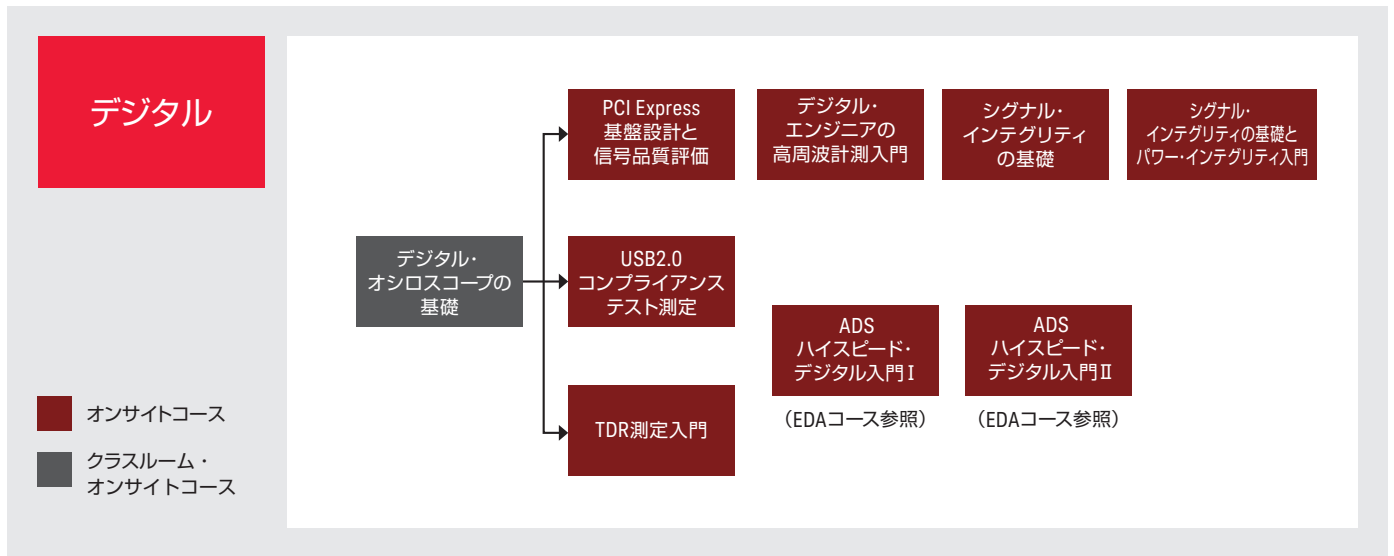 デジタル
PCI Express
基盤設計と
信号品質評価
デジタル・
エンジニアの
高周波計測入門
シグナル・
インテグリティ
の基礎
シグナル・
インテグリティの基礎と
パワー・インテグリティ入門
デジタル・
オシロスコープの
基礎
USB2.0
コンプライアンス
テスト測定
ADS
ハイスピード・
デジタル入門Ⅰ
(EDAコース参照)
ADS
ハイスピード・
デジタル入門Ⅱ
(EDAコース参照)
TDR測定入門
オンサイトコース
クラスルーム・
オンサイトコース